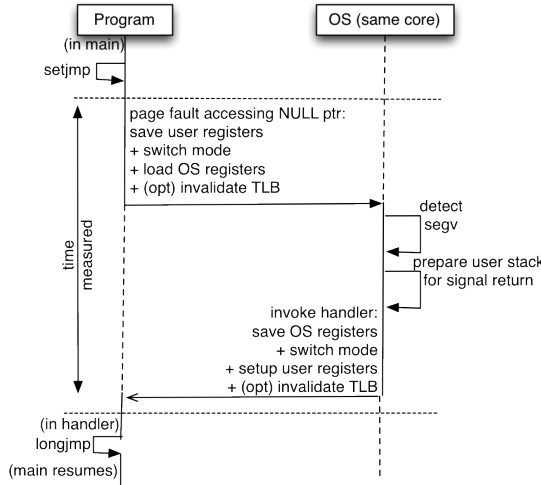 Program
OS (same core)
(in main)
setjmp
page fault accessing NULL ptr:
save user registers
+ switch mode
+ load OS registers
+ (opt) invalidate TLB
detect
segv
prepare user stack
for signal return
time
measured
invoke handler:
save OS registers
+ switch mode
+ setup user registers
+ (opt) invalidate TLB
(in handler)
longjmp
(main resumes)